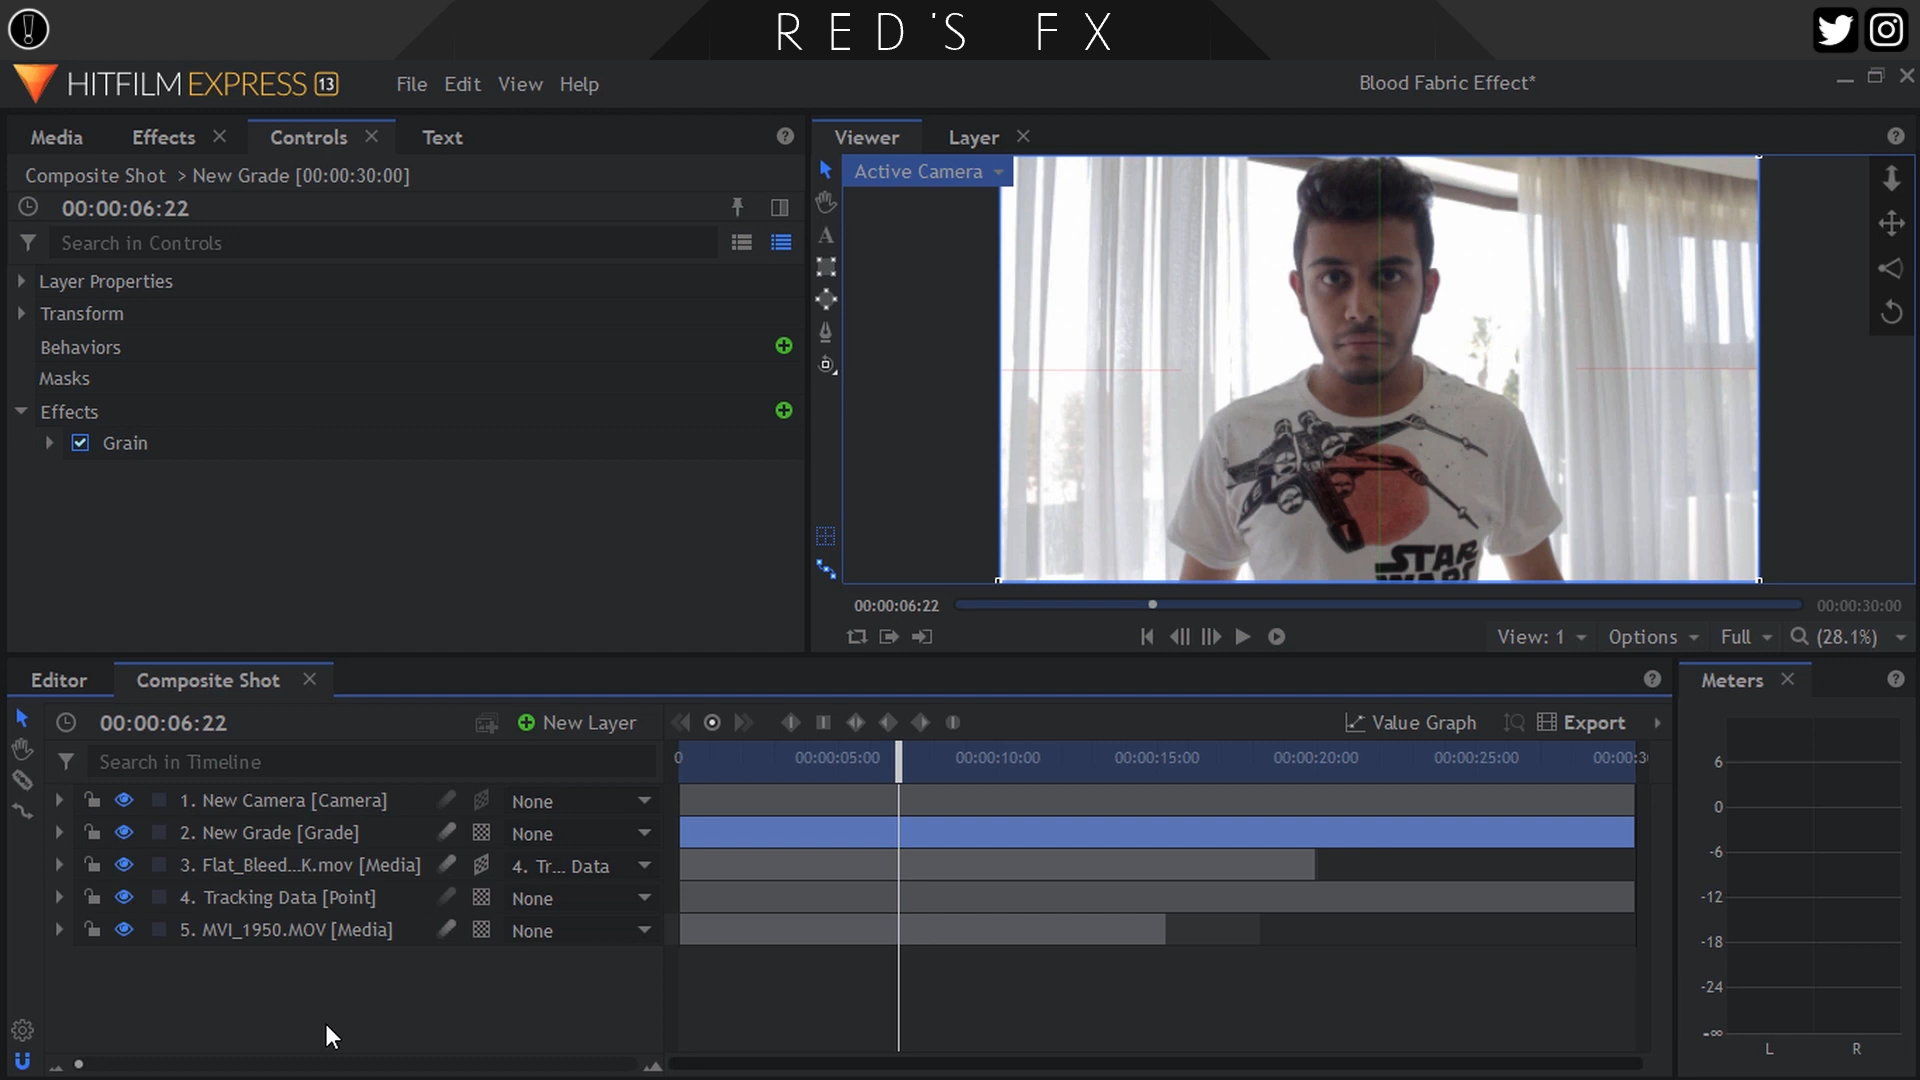 RED'S FX
HITFILM EXPRESS 13
File Edit View Help
Blood Fabric Effect*
Media Effects Controls Text
Composite Shot > New Grade [00:00:30:00]
00:00:06:22
Search in Controls
Layer Properties
Transform
Behaviors
Masks
Effects
Grain
Viewer Layer
Active Camera
STAR
WARS
00:00:06:22
00:00:30:00
View: 1 Options Full (28.1%)
Editor Composite Shot
00:00:06:22 New Layer
Value Graph Export
Search in Timeline
0 00:00:05:00 00:00:10:00 00:00:15:00 00:00:20:00 00:00:25:00 00:00:3
1. New Camera [Camera] None
2. New Grade [Grade] None
3. Flat_Bleed...K.mov [Media] 4. Tr... Data
4. Tracking Data [Point] None
5. MVI_1950.MOV [Media] None
Meters
6
0
-6
-12
-18
-24
-∞
L R